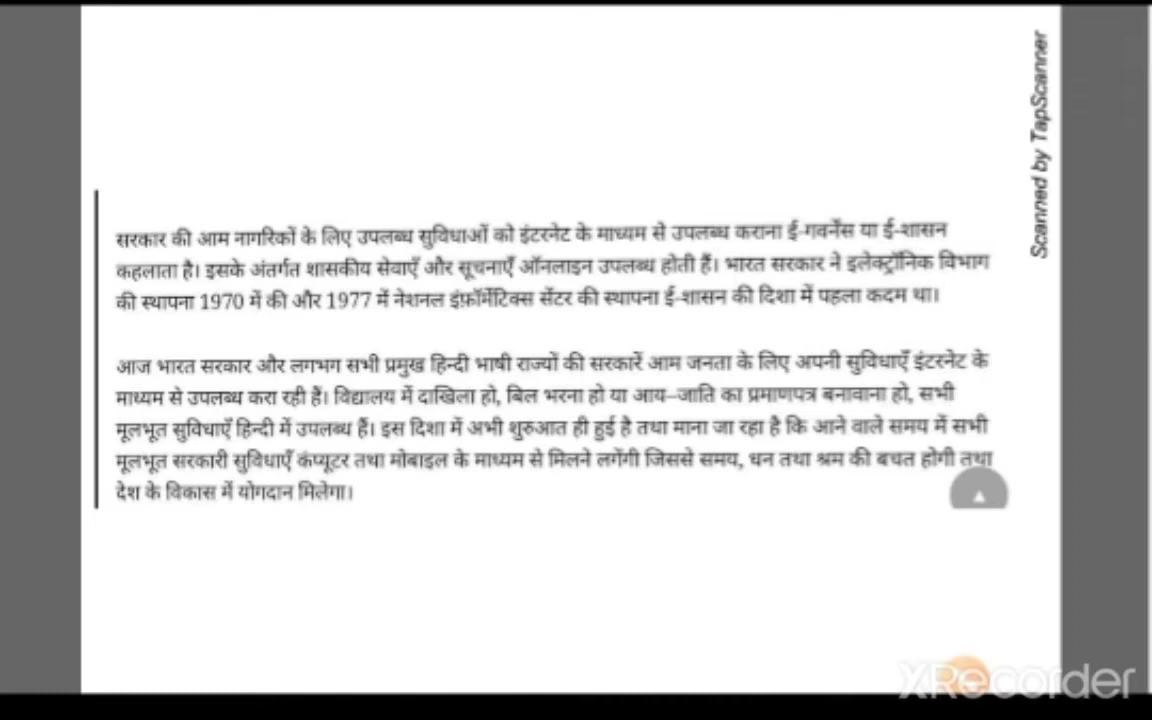 Scanned by TapScanner
सरकार की आम नागरिकों के लिए उपलब्ध सुविधाओं को इंटरनेट के माध्यम से उपलब्ध कराना ई-गवर्नेंस या ई-शासन
कहलाता है। इसके अंतर्गत शासकीय सेवाएँ और सूचनाएँ ऑनलाइन उपलब्ध होती हैं। भारत सरकार ने इलेक्ट्रॉनिक विभाग
की स्थापना 1970 में की और 1977 में नेशनल इंफ़ॉर्मेटिक्स सेंटर की स्थापना ई-शासन की दिशा में पहला कदम था।
आज भारत सरकार और लगभग सभी प्रमुख हिन्दी भाषी राज्यों की सरकारें आम जनता के लिए अपनी सुविधाएँ इंटरनेट के
माध्यम से उपलब्ध करा रही हैं। विद्यालय में दाखिला हो, बिल भरना हो या आय–जाति का प्रमाणपत्र बनावाना हो, सभी
मूलभूत सुविधाएँ हिन्दी में उपलब्ध हैं। इस दिशा में अभी शुरुआत ही हुई है तथा माना जा रहा है कि आने वाले समय में सभी
मूलभूत सरकारी सुविधाएँ कंप्यूटर तथा मोबाइल के माध्यम से मिलने लगेंगी जिससे समय, धन तथा श्रम की बचत होगी तथा
देश के विकास में योगदान मिलेगा।
XRecorder